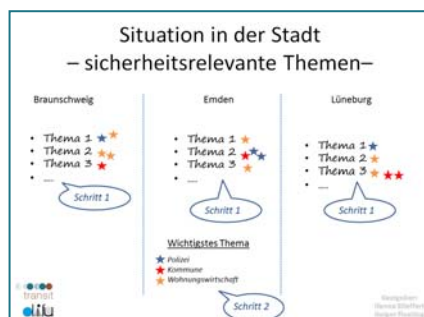 Situation in der Stadt
– sicherheitsrelevante Themen–
Braunschweig
• Thema 1
• Thema 2
• Thema 3
• ....
Schritt 1
Emden
• Thema 1
• Thema 2
• Thema 3
• ....
Schritt 1
Lüneburg
• Thema 1
• Thema 2
• Thema 3
• ....
Schritt 1
Wichtigstes Thema
Polizei
Kommune
Wohnungswirtschaft
Schritt 2
transit